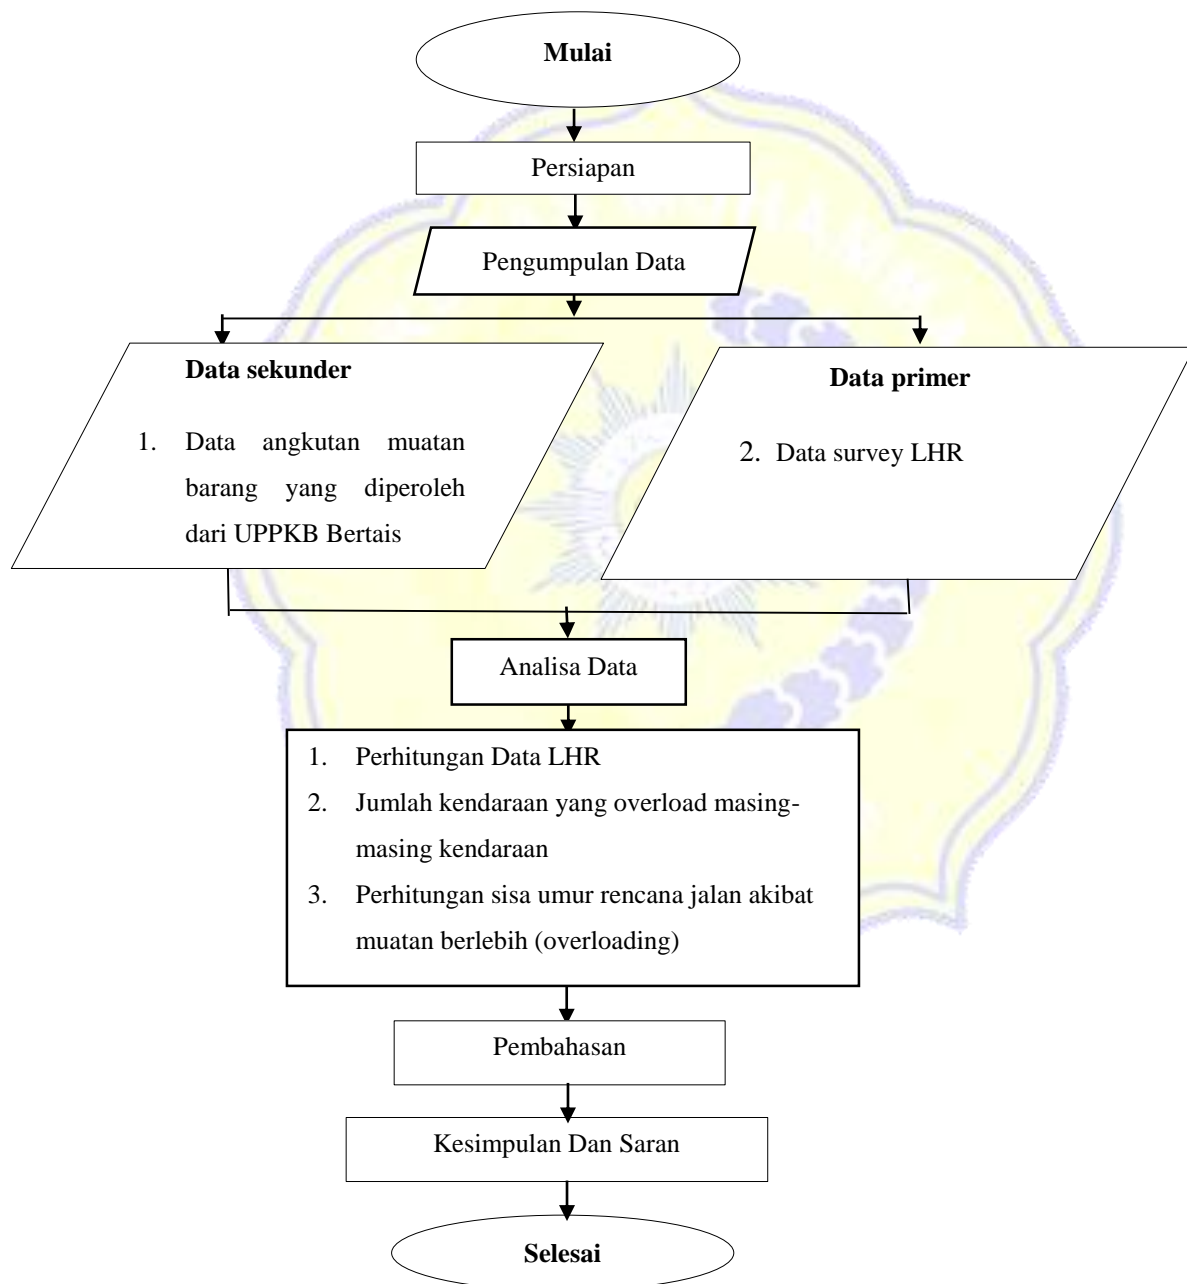 Mulai
Persiapan
Pengumpulan Data
Data sekunder
1. Data angkutan muatan
barang yang diperoleh
dari UPPKB Bertais
Data primer
2. Data survey LHR
Analisa Data
1. Perhitungan Data LHR
2. Jumlah kendaraan yang overload masing-
masing kendaraan
3. Perhitungan sisa umur rencana jalan akibat
muatan berlebih (overloading)
Pembahasan
Kesimpulan Dan Saran
Selesai